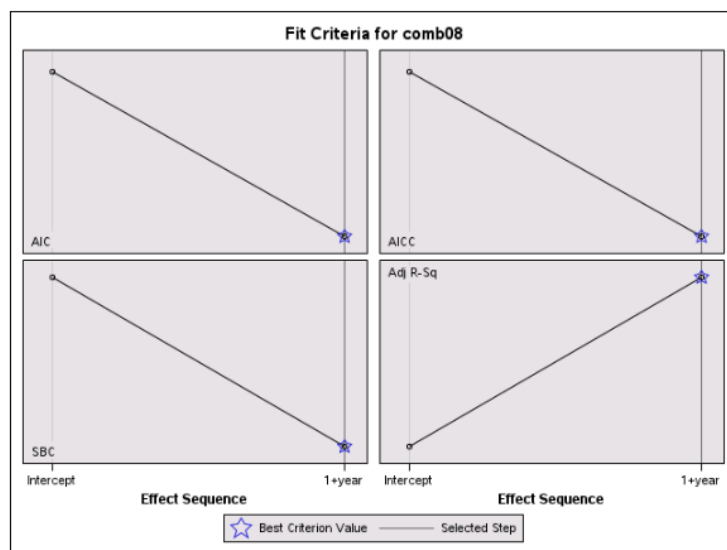 Fit Criteria for comb08
AIC
AICC
SBC
Adj R-Sq
Intercept
1+year
Intercept
1+year
Effect Sequence
Effect Sequence
Best Criterion Value
Selected Step